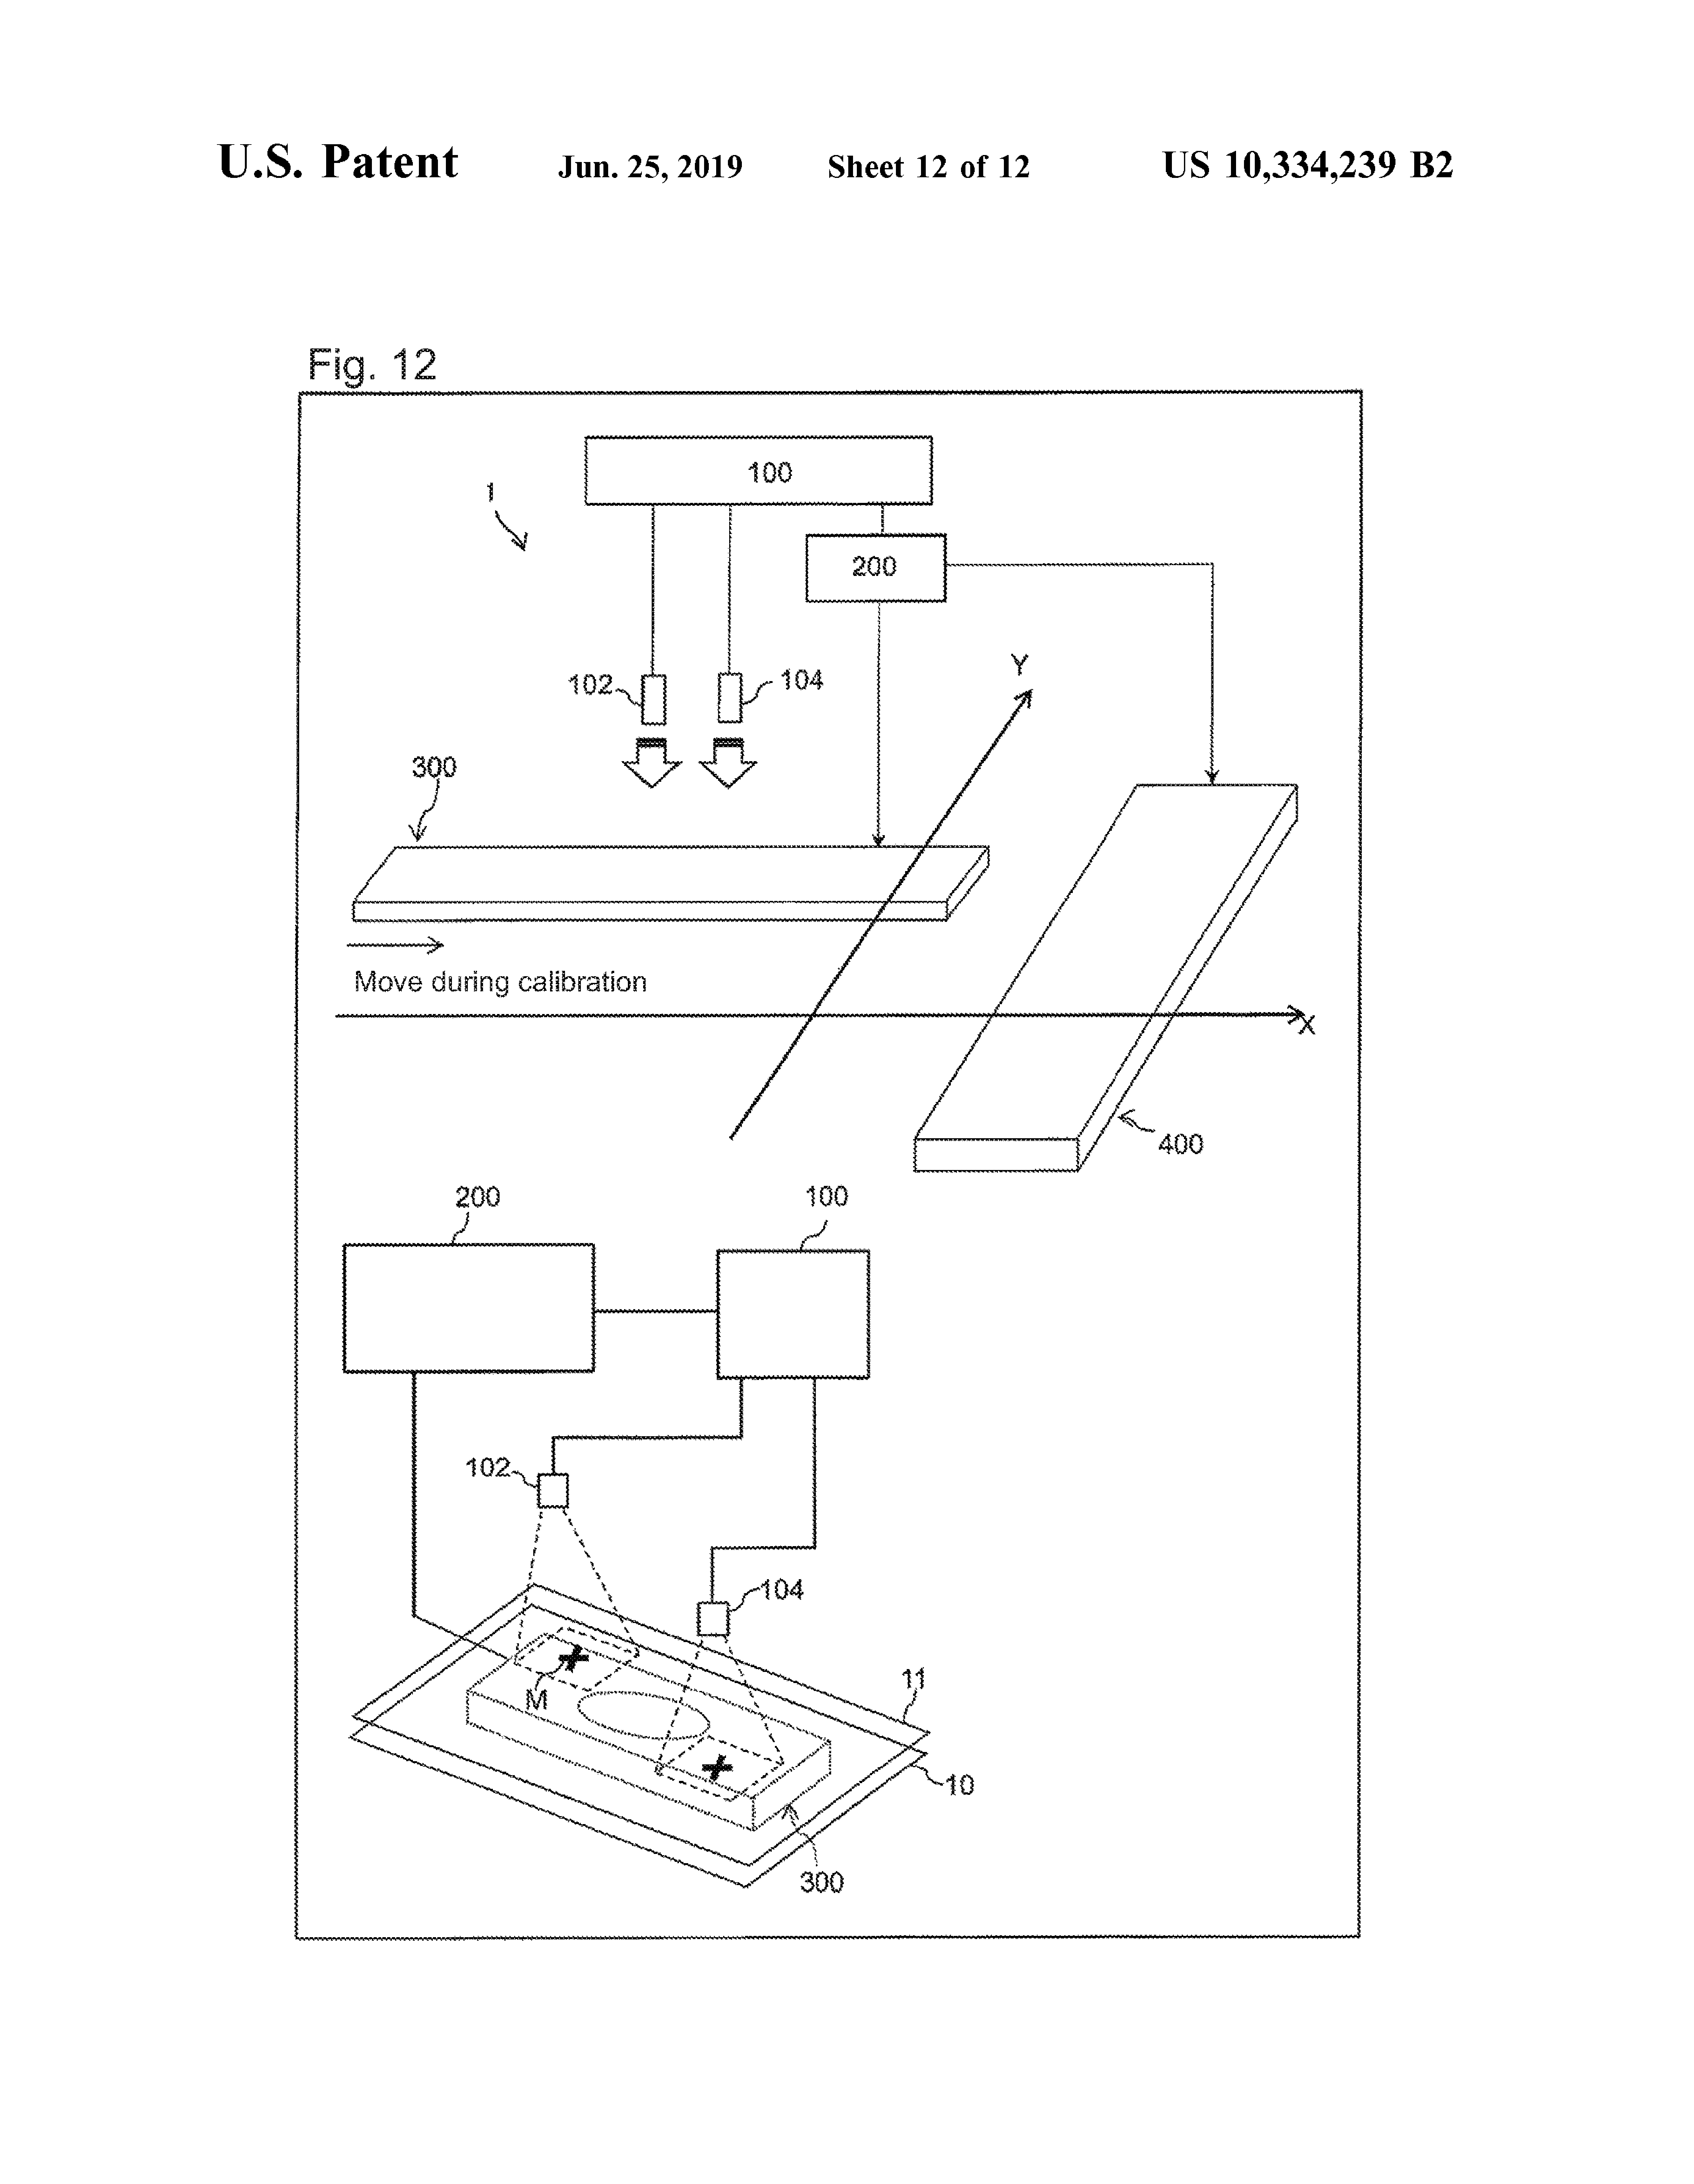 U.S. Patent Jun. 25, 2019 Sheet 12 of 12 US 10,334,239 B2
Fig. 12
100
1
200
Y
102 104
300
Move during calibration
X
400
200 100
102
104
M
11
10
300